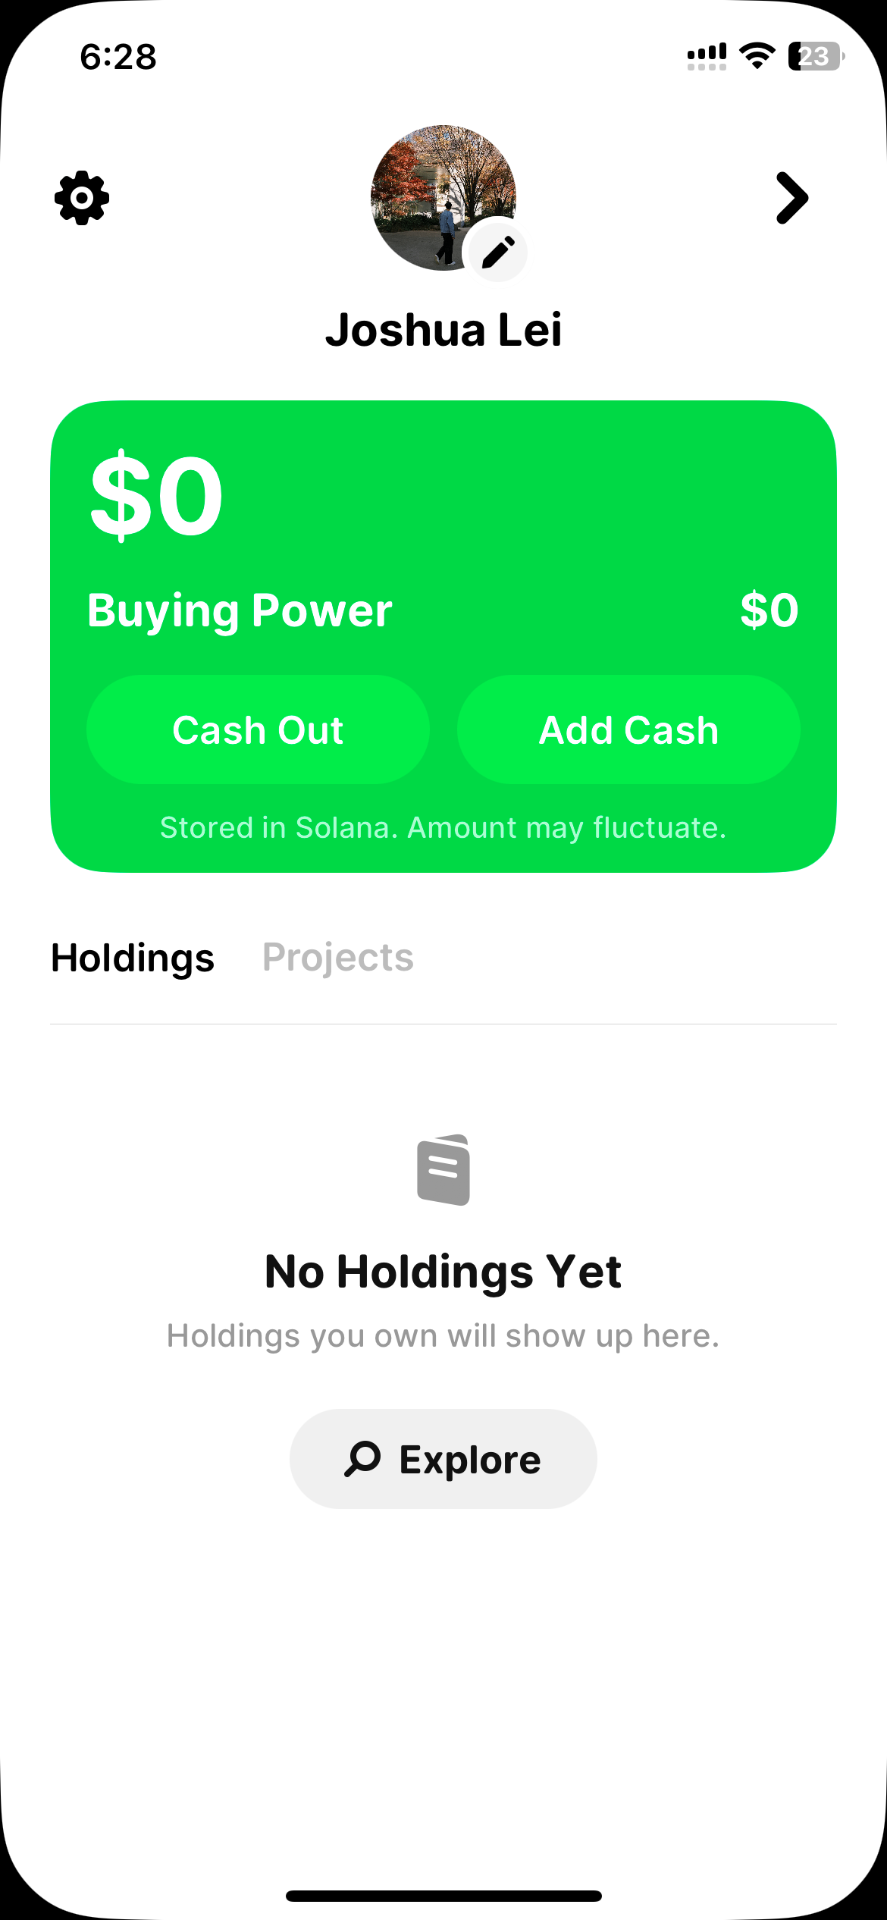 6:28
23
Joshua Lei
$0
Buying Power $0
Cash Out Add Cash
Stored in Solana. Amount may fluctuate.
Holdings Projects
No Holdings Yet
Holdings you own will show up here.
Explore